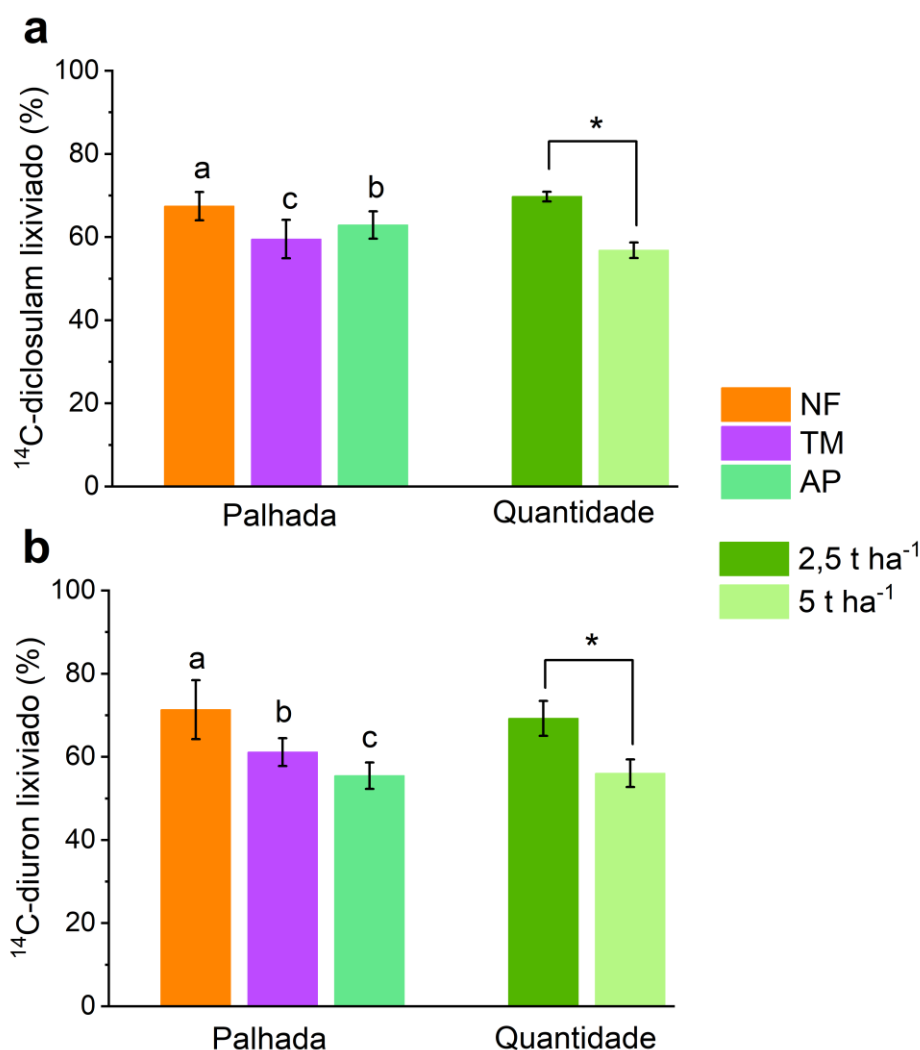 a
100
80
60
40
20
0
¹⁴C-diclosulam lixiviado (%)
a
c
b
*
Palhada
Quantidade
NF
TM
AP
2,5 t ha⁻¹
5 t ha⁻¹
b
100
80
60
40
20
0
¹⁴C-diuron lixiviado (%)
a
b
c
*
Palhada
Quantidade